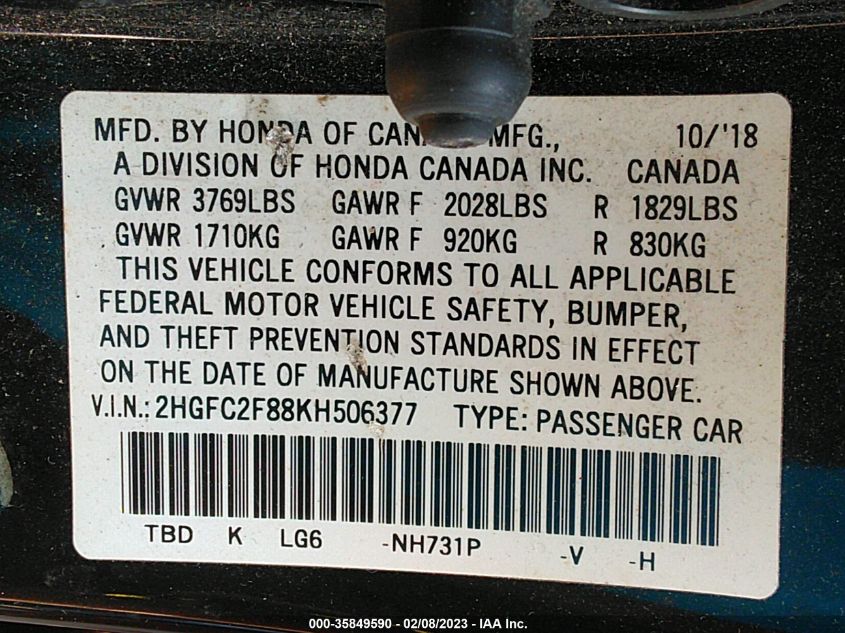 MFD. BY HONDA OF CAN MFG., 10/'18
A DIVISION OF HONDA CANADA INC. CANADA
GVWR 3769LBS GAWR F 2028LBS R 1829LBS
GVWR 1710KG GAWR F 920KG R 830KG
THIS VEHICLE CONFORMS TO ALL APPLICABLE
FEDERAL MOTOR VEHICLE SAFETY, BUMPER,
AND THEFT PREVENTION STANDARDS IN EFFECT
ON THE DATE OF MANUFACTURE SHOWN ABOVE.
V.I.N.: 2HGFC2F88KH506377 TYPE: PASSENGER CAR
TBD K LG6 -NH731P -V -H
000-35849590 - 02/08/2023 - IAA Inc.